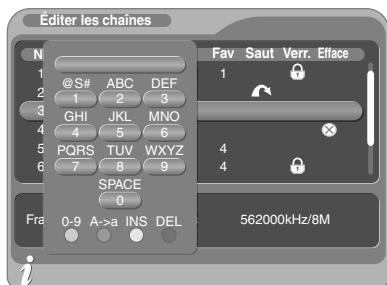 Éditer les chaînes
N Fav Saut Verr. Efface
1 1
@S# ABC DEF
2 1 2 3
3 GHI JKL MNO
4 4 5 6
5 PQRS TUV WXYZ 4
6 7 8 9 4
SPACE
0
Fra 0-9 A->a INS DEL : 562000kHz/8M
i